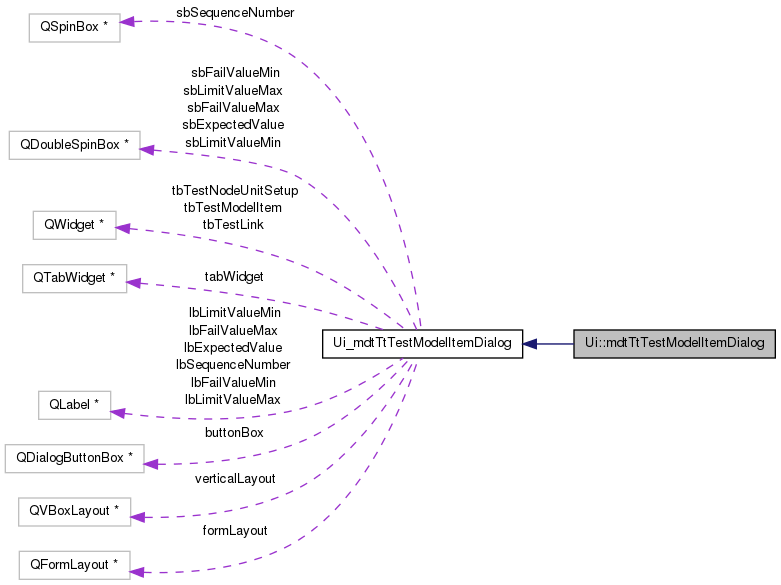 sbSequenceNumber
QSpinBox *
sbFailValueMin
sbLimitValueMax
sbFailValueMax
sbExpectedValue
sbLimitValueMin
QDoubleSpinBox *
tbTestNodeUnitSetup
tbTestModelItem
tbTestLink
QWidget *
tabWidget
QTabWidget *
lbLimitValueMin
lbFailValueMax
lbExpectedValue
lbSequenceNumber
lbFailValueMin
lbLimitValueMax
QLabel *
Ui_mdtTtTestModelItemDialog
Ui::mdtTtTestModelItemDialog
buttonBox
QDialogButtonBox *
verticalLayout
QVBoxLayout *
formLayout
QFormLayout *